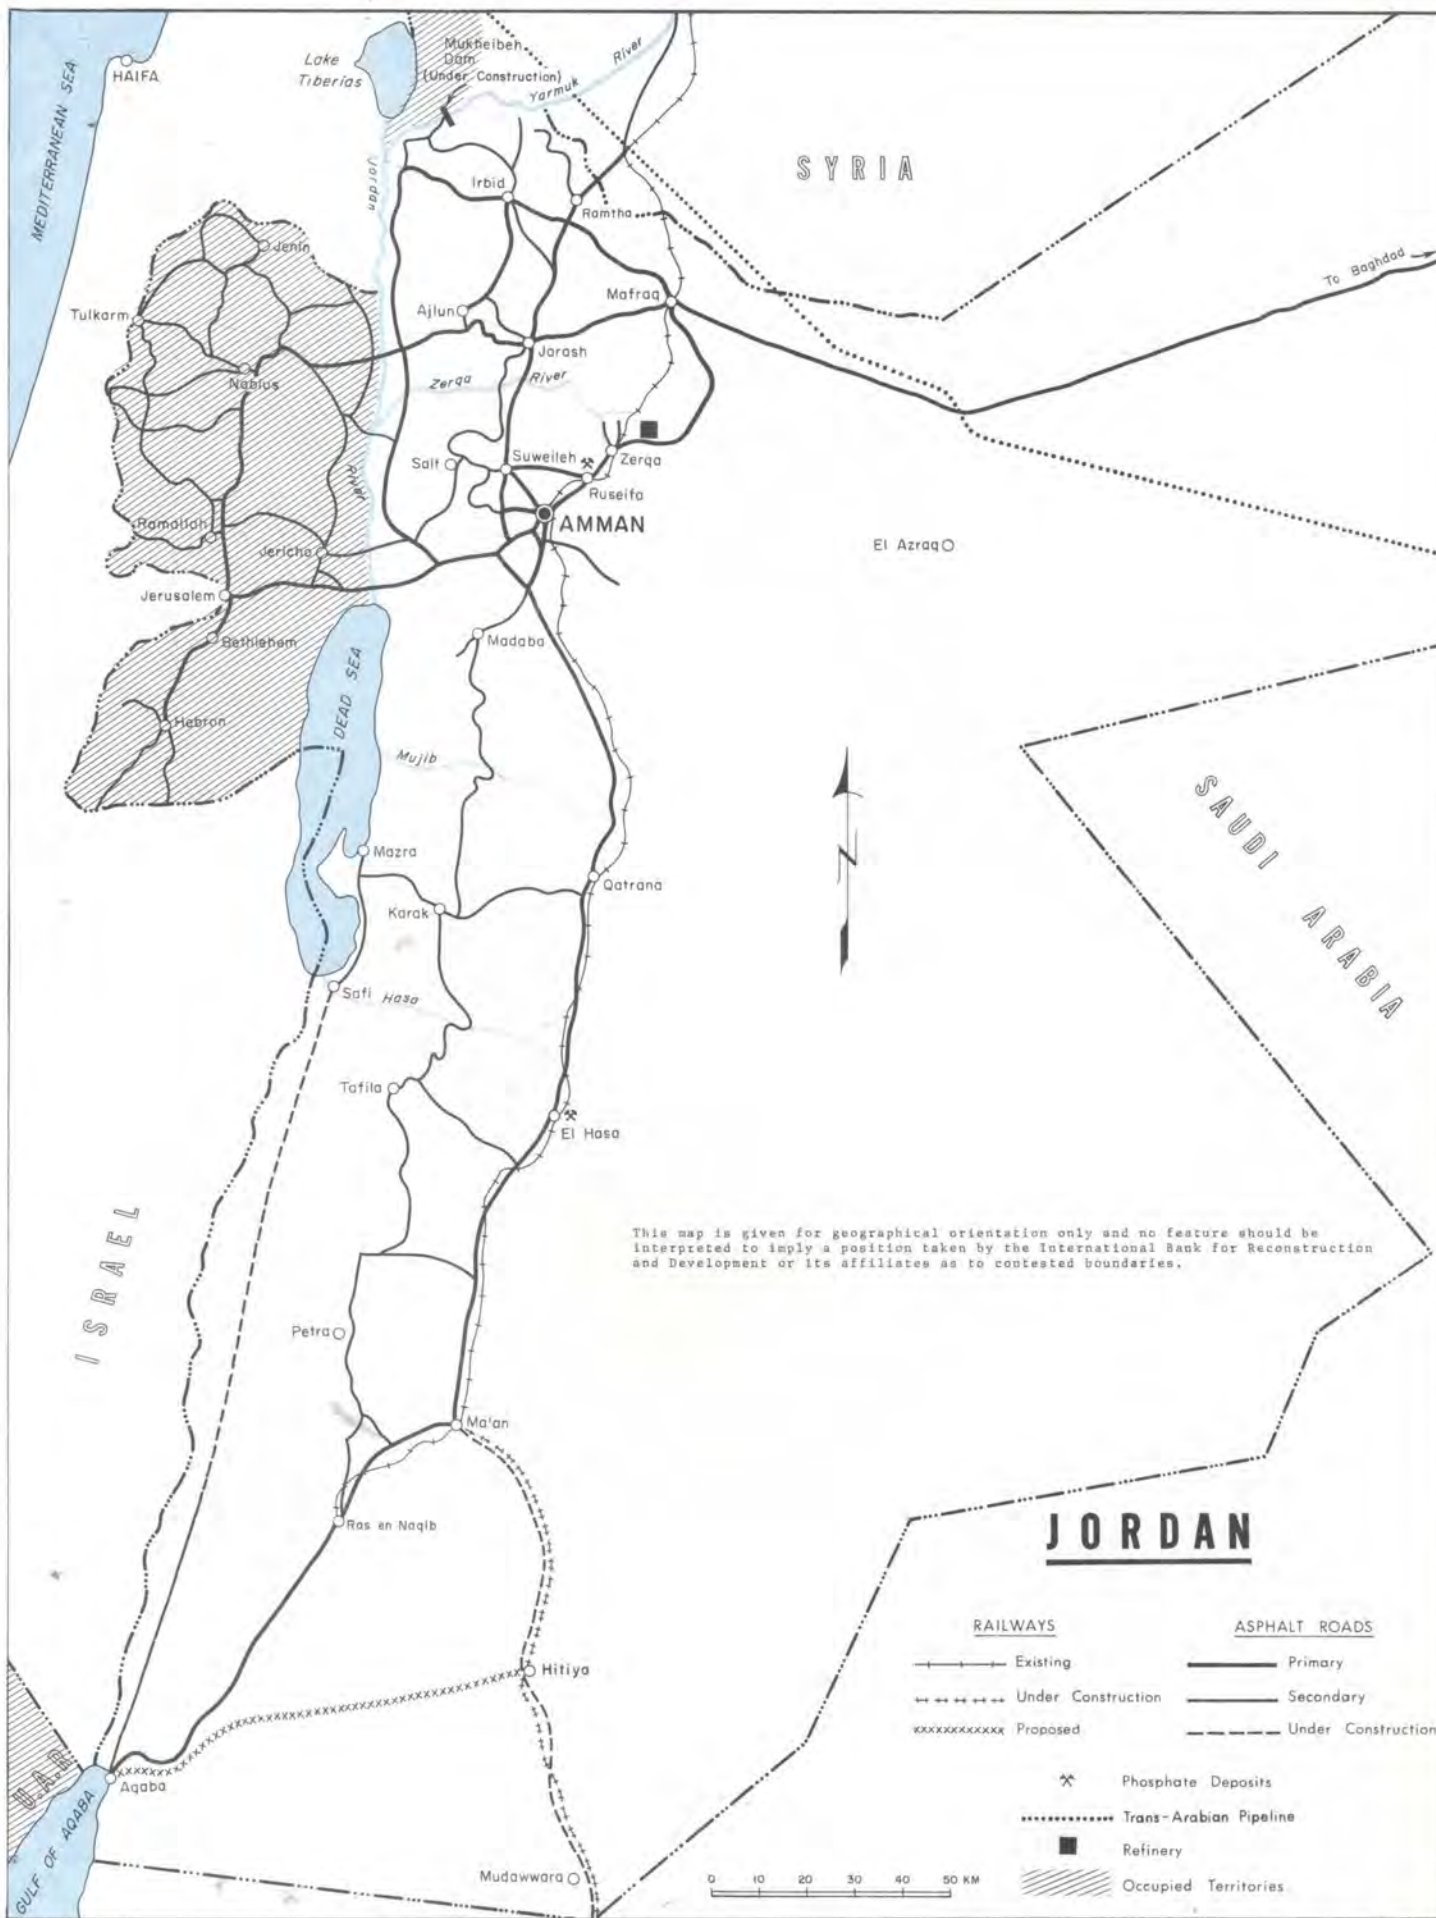 MEDITERRANEAN SEA
HAIFA
Lake
Tiberias
Mukheibeh
Dam
(Under Construction)
Yarmuk
River
SYRIA
Jordan
Irbid
Ramtha
Jenin
Tulkarm
Ajlun
Mafraq
To Baghdad
Jarash
Nablus
Zerqa
River
Salt
Suweileh
Zerqa
Ruseifa
River
AMMAN
Ramallah
Jericho
El Azraq
Jerusalem
Bethlehem
Madaba
DEAD SEA
Hebron
Mujib
SAUDI
ARABIA
N
Mazra
Qatrana
Karak
Safi
Hasa
Tafila
El Hasa
ISRAEL
This map is given for geographical orientation only and no feature should be
interpreted to imply a position taken by the International Bank for Reconstruction
and Development or its affiliates as to contested boundaries.
Petra
Ma'an
Ras en Naqib
Hitiya
U.A.R
Aqaba
GULF OF AQABA
Mudawwara
JORDAN
RAILWAYS
Existing
Under Construction
Proposed
ASPHALT ROADS
Primary
Secondary
Under Construction
Phosphate Deposits
Trans-Arabian Pipeline
Refinery
Occupied Territories
0 10 20 30 40 50 KM